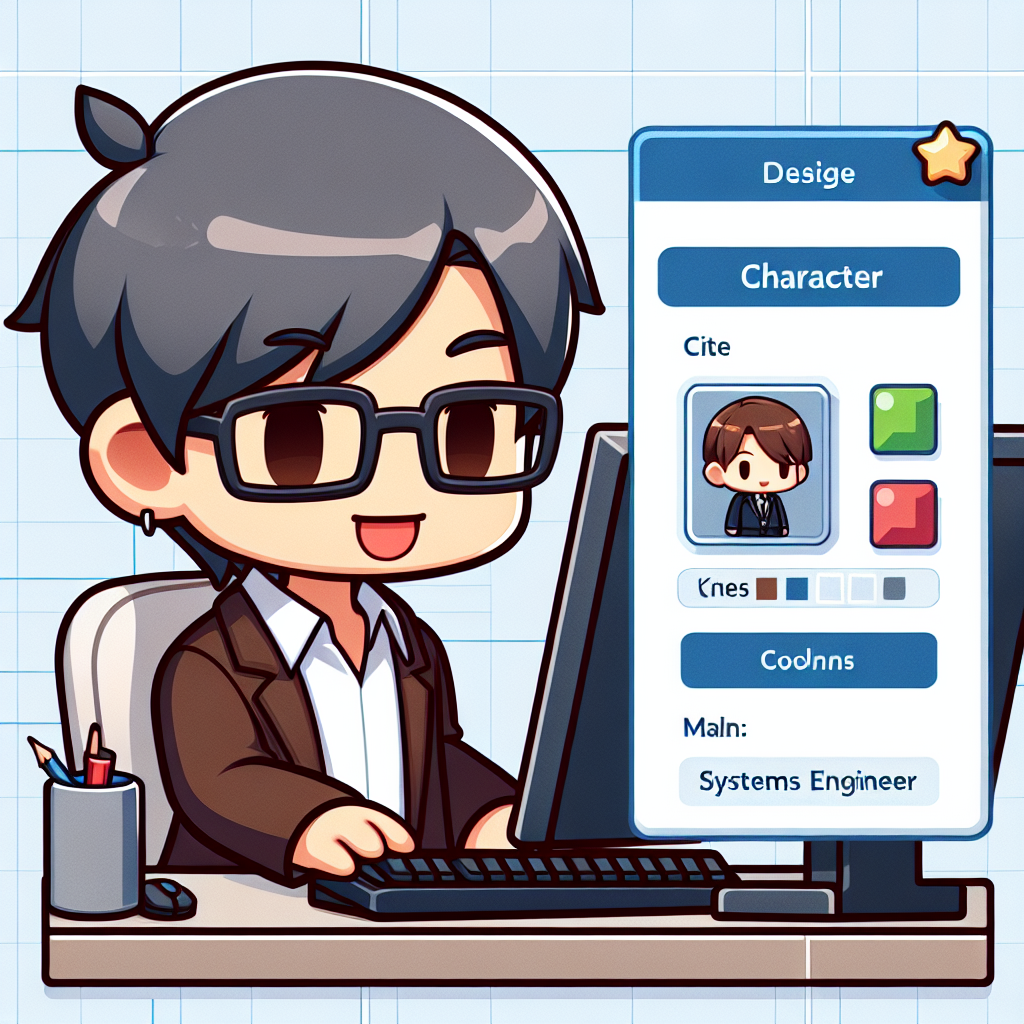 Desige
Character
Cite
Knes
Codnns
Maln:
Systems Engineer